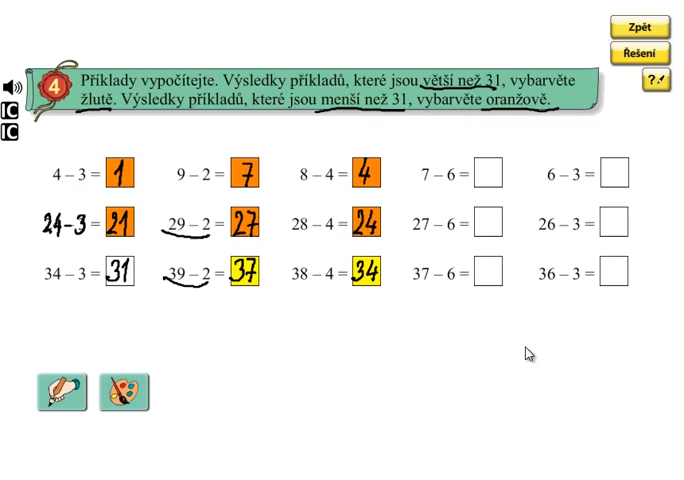 Zpět
Řešení
?
4
Příklady vypočítejte. Výsledky příkladů, které jsou větší než 31, vybarvěte
žlutě. Výsledky příkladů, které jsou menší než 31, vybarvěte oranžově.
IC
IC
4 – 3 = 1 9 – 2 = 7 8 – 4 = 4 7 – 6 = 6 – 3 =
24-3 = 21 29 – 2 = 27 28 – 4 = 24 27 – 6 = 26 – 3 =
34 – 3 = 31 39 – 2 = 37 38 – 4 = 34 37 – 6 = 36 – 3 =